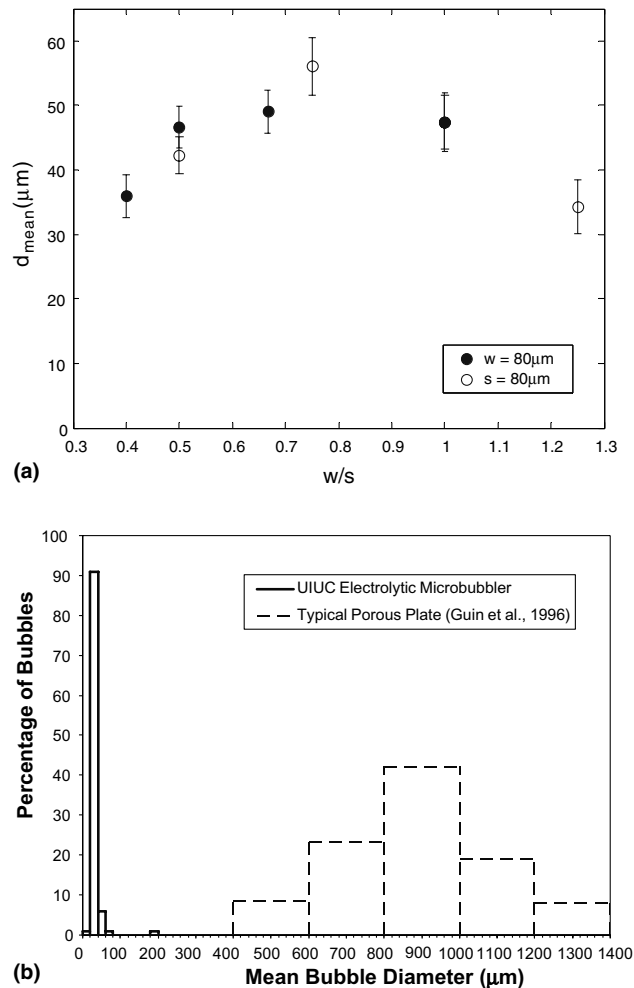 60
50
40
30
20
10
0
d_mean(μm)
w = 80μm
s = 80μm
0.3 0.4 0.5 0.6 0.7 0.8 0.9 1 1.1 1.2 1.3
(a)
w/s
100
90
80
70
60
50
40
30
20
10
0
Percentage of Bubbles
UIUC Electrolytic Microbubbler
Typical Porous Plate (Guin et al., 1996)
0 100 200 300 400 500 600 700 800 900 1000 1100 1200 1300 1400
(b)
Mean Bubble Diameter (μm)